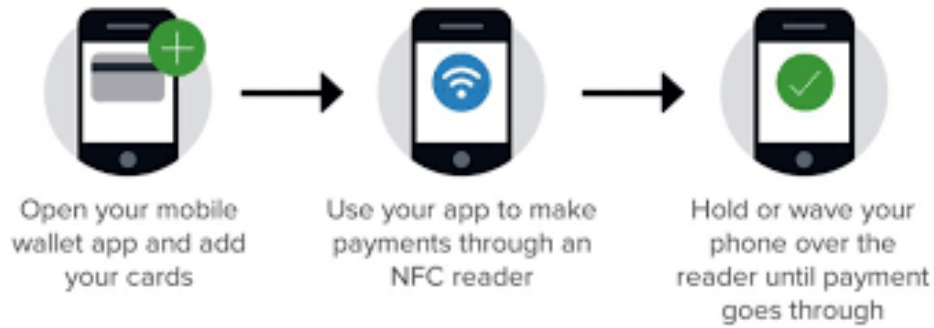 Open your mobile
wallet app and add
your cards
Use your app to make
payments through an
NFC reader
Hold or wave your
phone over the
reader until payment
goes through